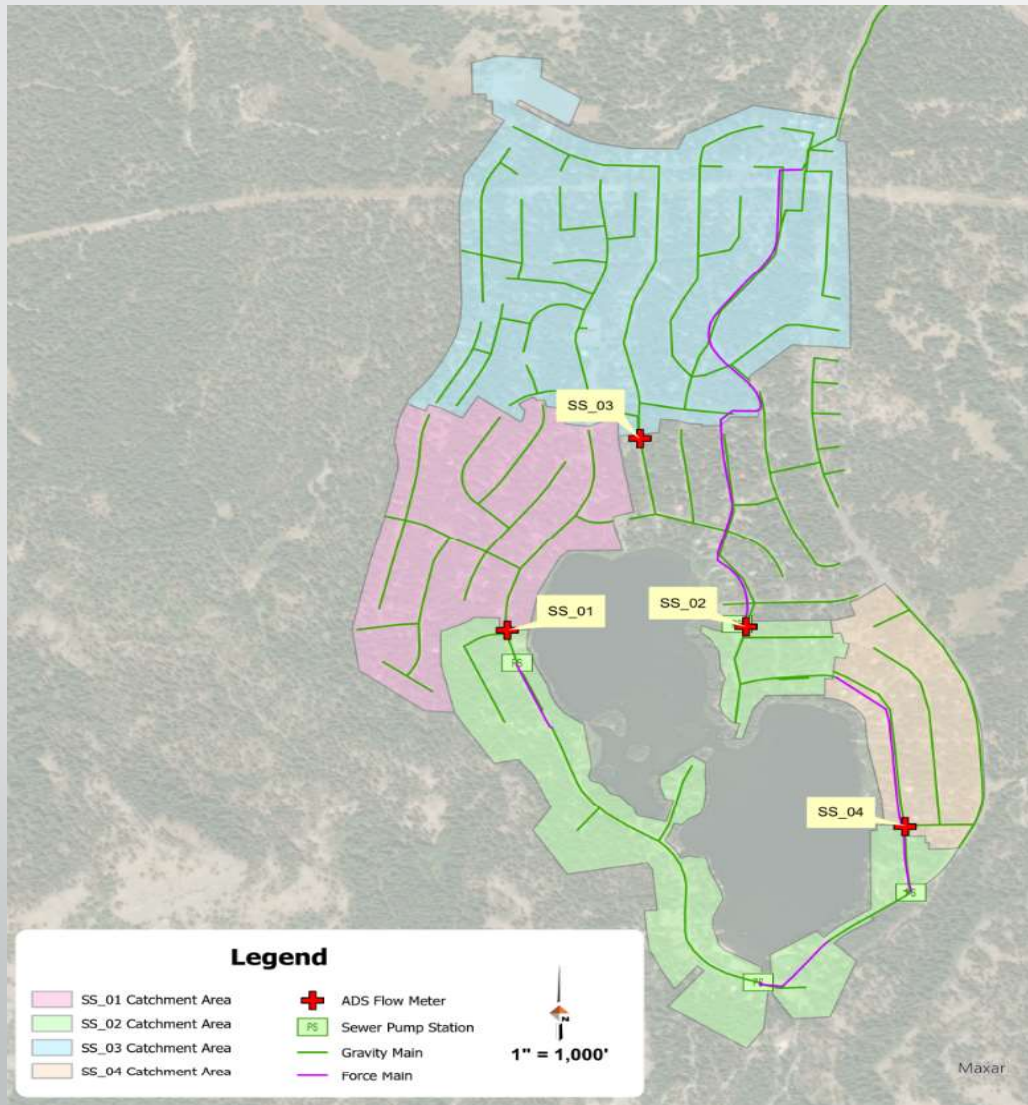 SS_03
SS_01
SS_02
PS
SS_04
PS
PS
Legend
SS_01 Catchment Area
SS_02 Catchment Area
SS_03 Catchment Area
SS_04 Catchment Area
ADS Flow Meter
PS Sewer Pump Station
Gravity Main
Force Main
N
1" = 1,000'
Maxar